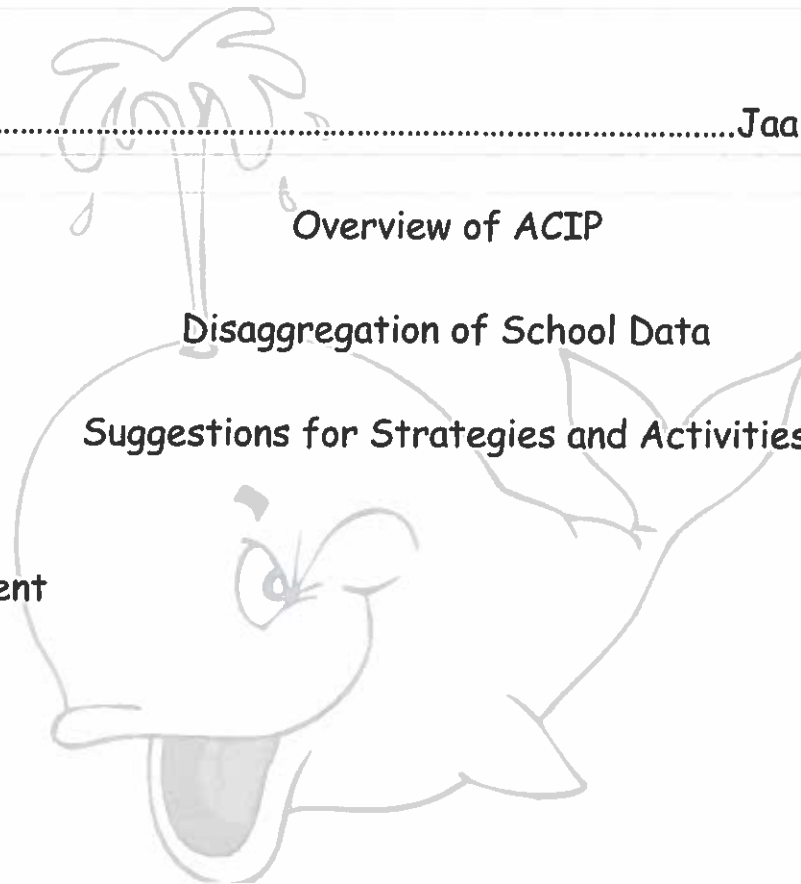 ....................................................................................Jaa
Overview of ACIP
Disaggregation of School Data
Suggestions for Strategies and Activities
ent